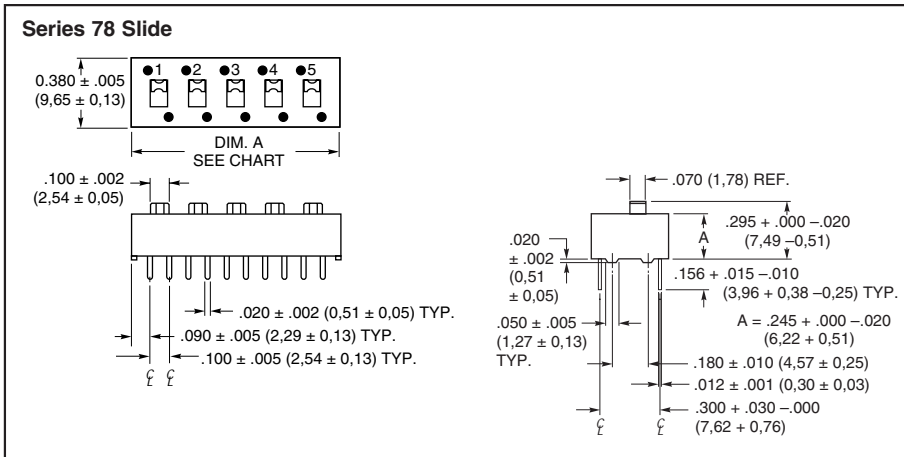 Series 78 Slide
1 2 3 4 5
0.380 ± .005
(9,65 ± 0,13)
DIM. A
SEE CHART
.100 ± .002
(2,54 ± 0,05)
.020 ± .002 (0,51 ± 0,05) TYP.
.090 ± .005 (2,29 ± 0,13) TYP.
.100 ± .005 (2,54 ± 0,13) TYP.
℄ ℄
.070 (1,78) REF.
A
.295 + .000 –.020
(7,49 –0,51)
.020
± .002
(0,51
± 0,05)
.156 + .015 –.010
(3,96 + 0,38 –0,25) TYP.
.050 ± .005
(1,27 ± 0,13)
TYP.
A = .245 + .000 –.020
(6,22 + 0,51)
.180 ± .010 (4,57 ± 0,25)
.012 ± .001 (0,30 ± 0,03)
.300 + .030 –.000
(7,62 + 0,76)
℄ ℄